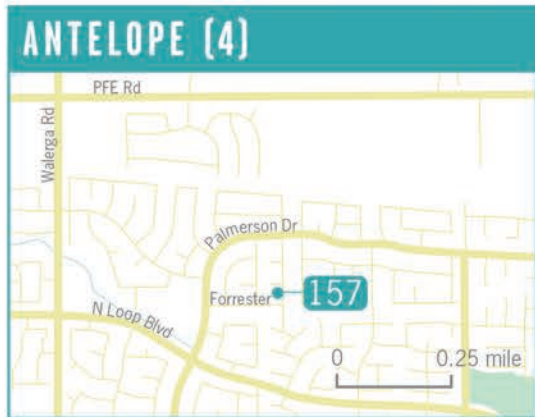 ANTELOPE (4)
PFE Rd
Walerga Rd
Palmerson Dr
Forrester
157
N Loop Blvd
0
0.25 mile